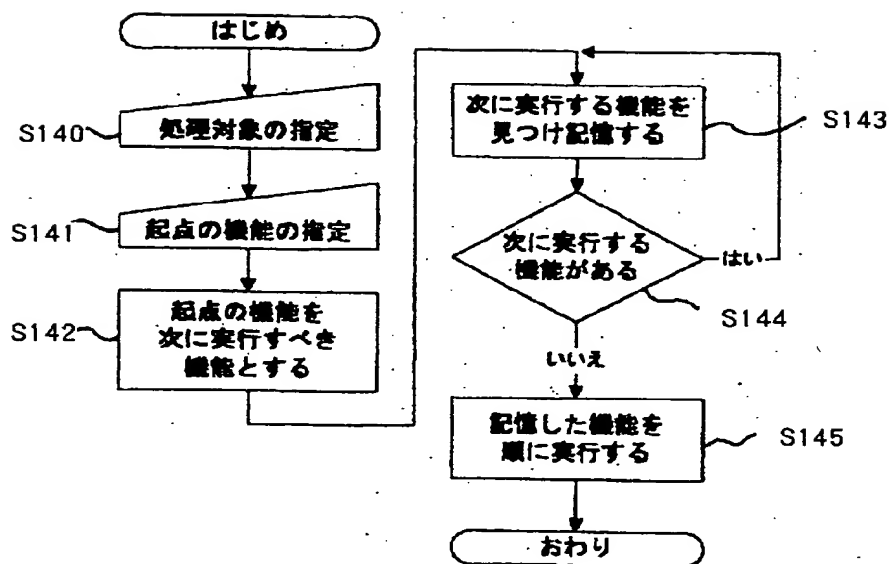 はじめ
S140
処理対象の指定
S141
起点の機能の指定
S142
起点の機能を
次に実行すべき
機能とする
次に実行する機能を
見つけ記憶する
S143
次に実行する
機能がある
はい
S144
いいえ
記憶した機能を
順に実行する
S145
おわり